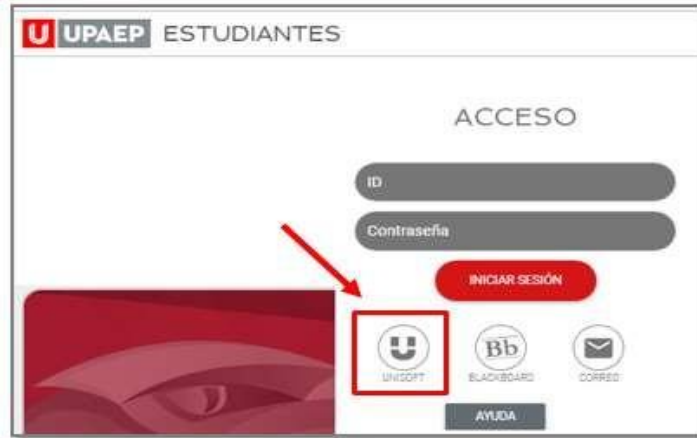 U UPAEP ESTUDIANTES
ACCESO
ID
Contraseña
INICIAR SESIÓN
UNISOFT Bb BLACKBOARD CORREO
AYUDA